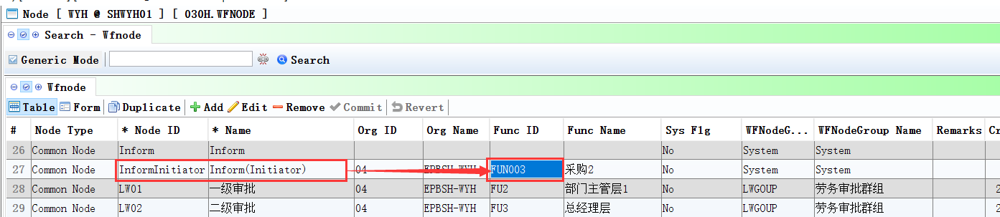 Node [ WYH @ SHWYH01 ] [ 030H.WFNODE ]
Search - Wfnode
Generic Mode Search
Wfnode
Table Form Duplicate Add Edit Remove Commit Revert
# Node Type * Node ID * Name Org ID Org Name Func ID Func Name Sys Flg WFNodeG... WFNodeGroup Name Remarks Cr
26 Common Node Inform Inform No System System
27 Common Node InformInitiator Inform(Initiator) 04 EPBSH-WYH FUN003 采购2 No System System
28 Common Node LW01 一级审批 04 EPBSH-WYH FU2 部门主管层1 No LWGOUP 劳务审批群组 2
29 Common Node LW02 二级审批 04 EPBSH-WYH FU3 总经理层 No LWGOUP 劳务审批群组 2